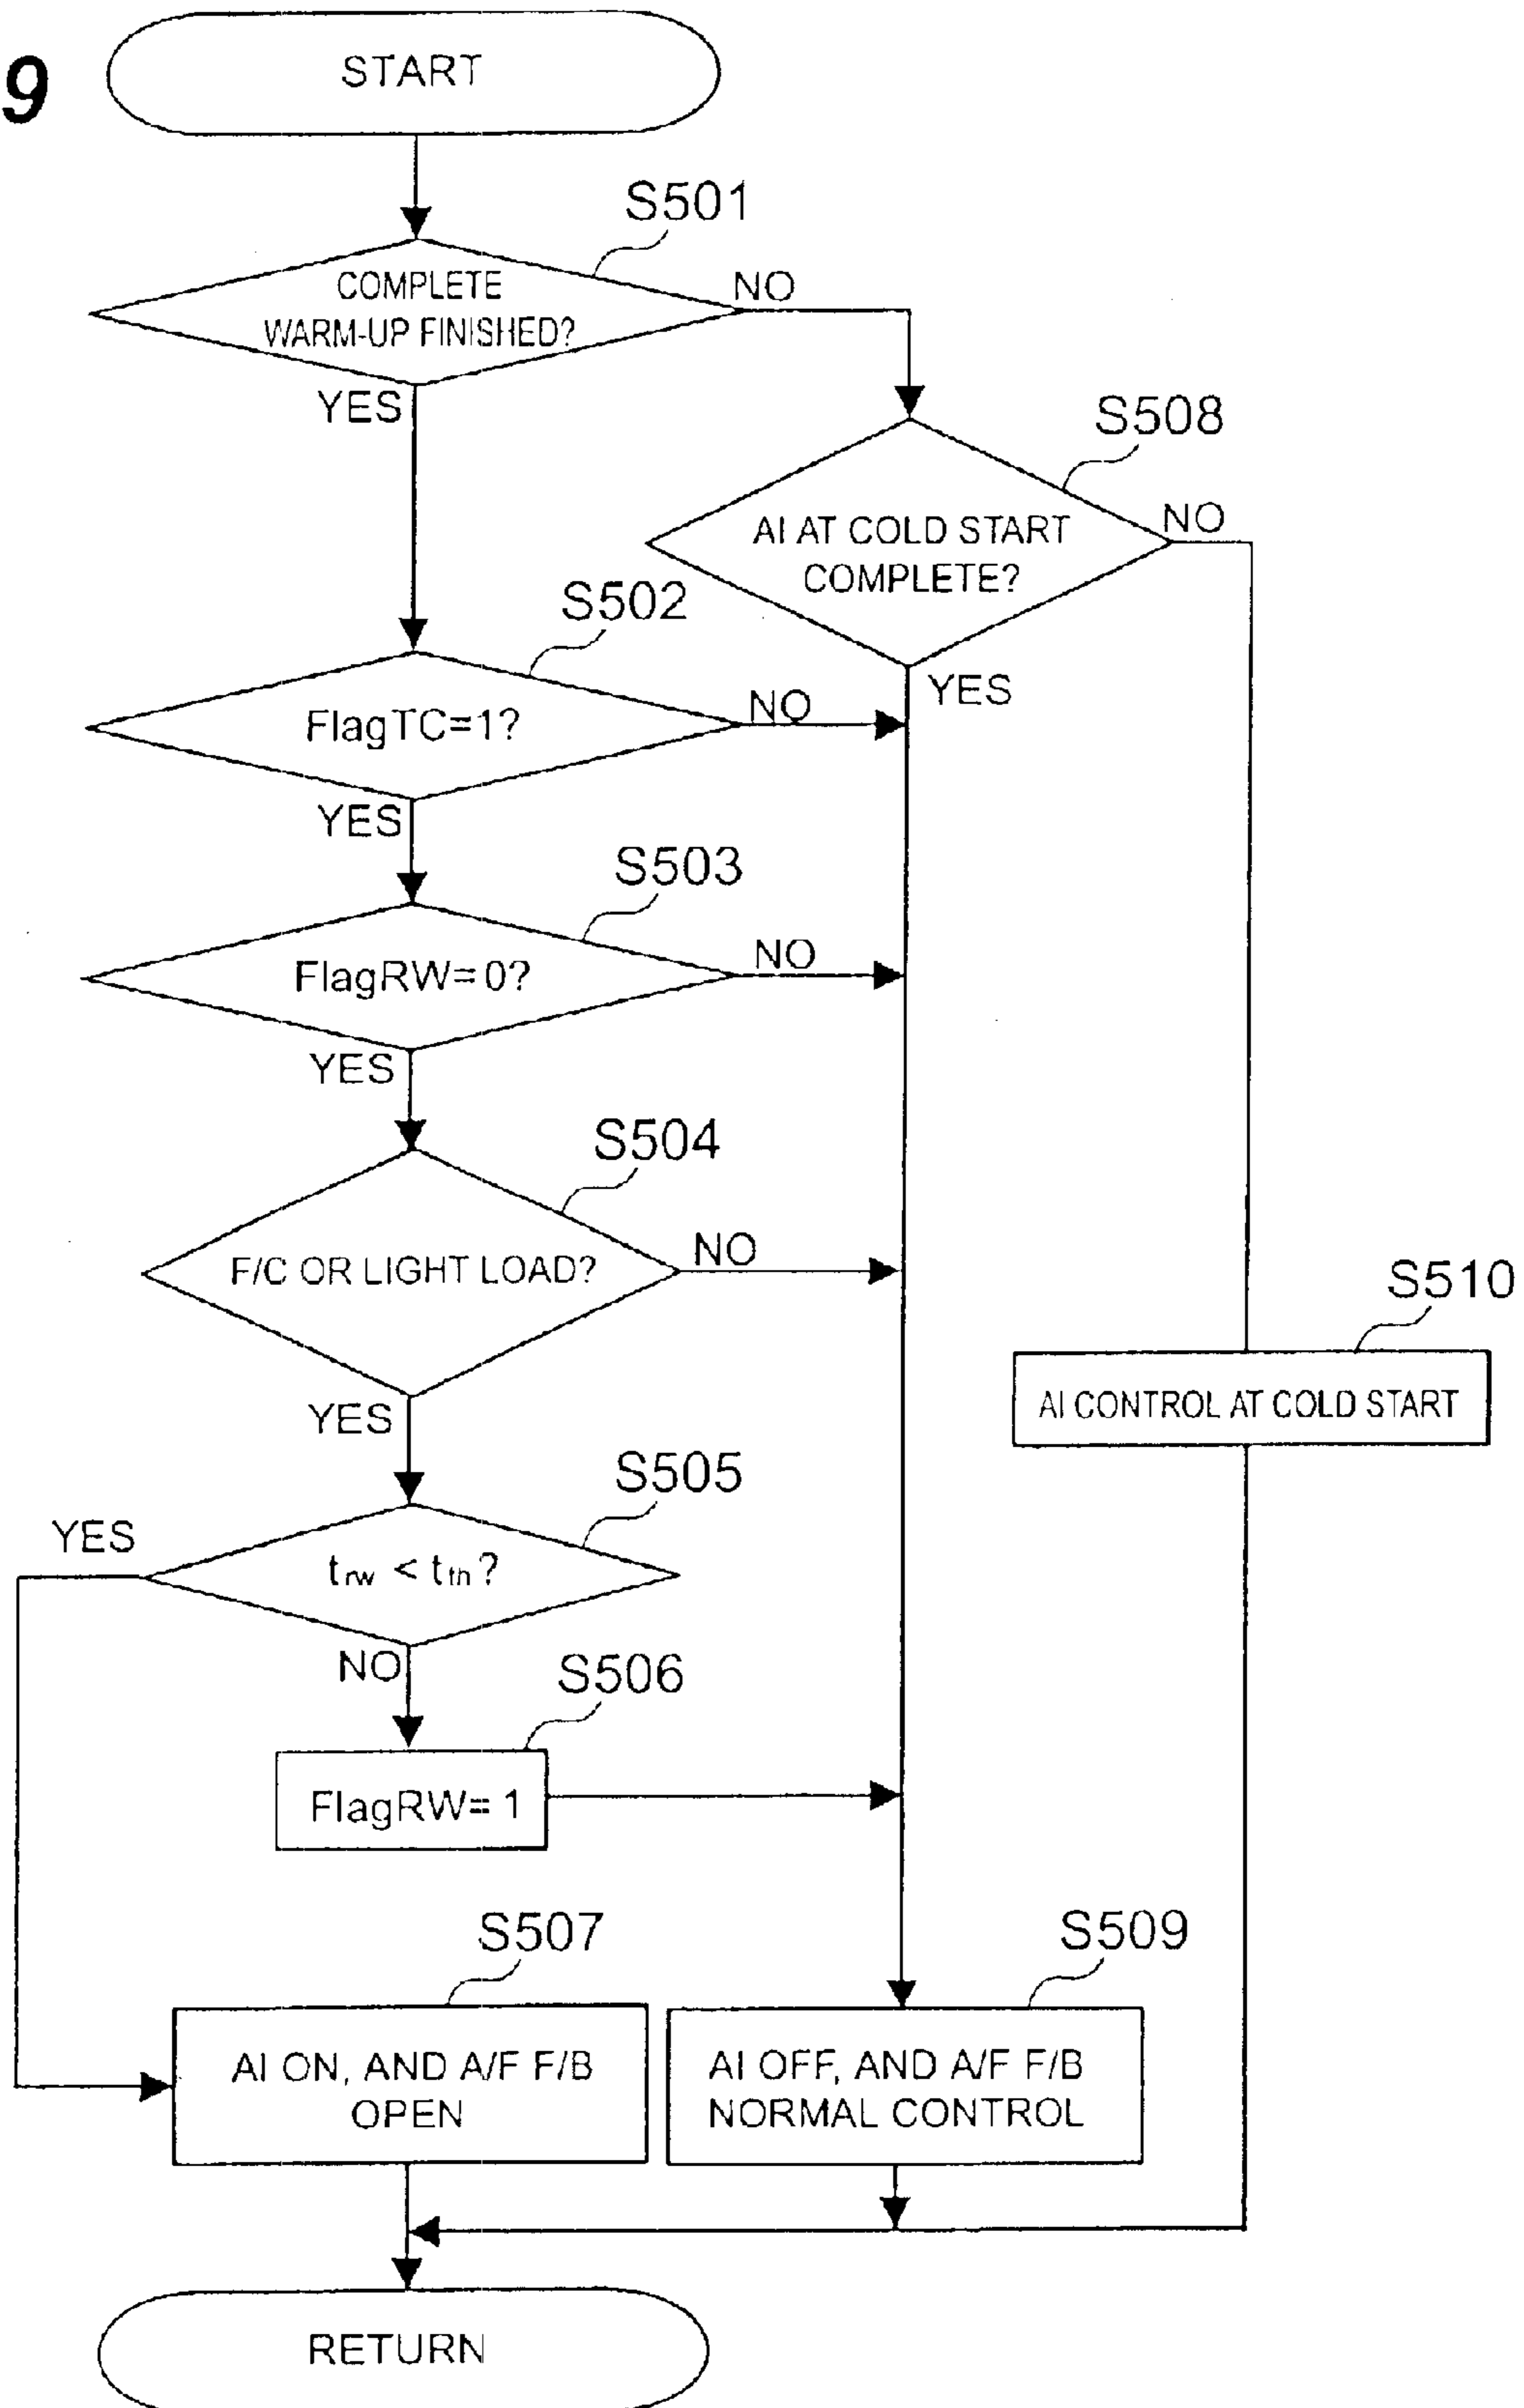 9
START
S501
COMPLETE
WARM-UP FINISHED?
NO
YES
S508
AI AT COLD START
COMPLETE?
NO
YES
S502
FlagTC=1?
NO
YES
S503
FlagRW=0?
NO
YES
S504
F/C OR LIGHT LOAD?
NO
YES
S510
AI CONTROL AT COLD START
S505
YES
trw < tth?
NO
S506
FlagRW=1
S507
AI ON, AND A/F F/B
OPEN
S509
AI OFF, AND A/F F/B
NORMAL CONTROL
RETURN